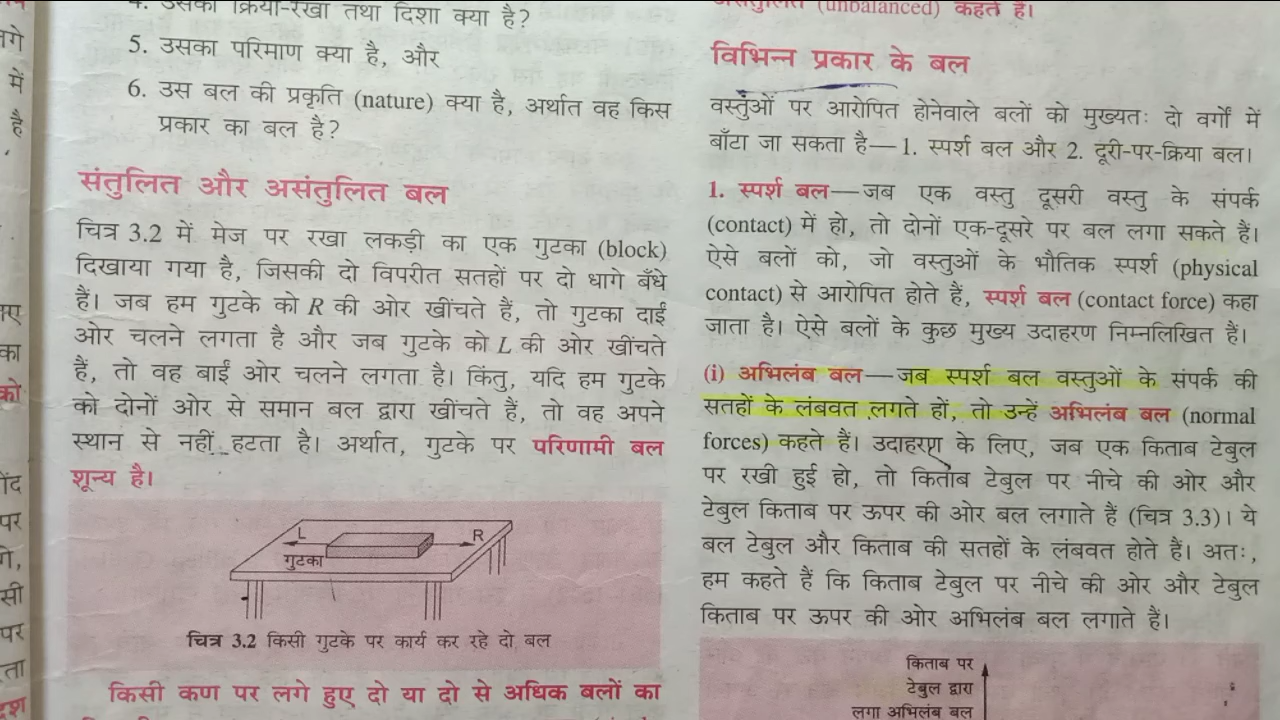 4. उसकी क्रिया-रेखा तथा दिशा क्या है?
5. उसका परिमाण क्या है, और
6. उस बल की प्रकृति (nature) क्या है, अर्थात वह किस
प्रकार का बल है?
संतुलित और असंतुलित बल
चित्र 3.2 में मेज पर रखा लकड़ी का एक गुटका (block)
दिखाया गया है, जिसकी दो विपरीत सतहों पर दो धागे बँधे
हैं। जब हम गुटके को R की ओर खींचते हैं, तो गुटका दाईं
ओर चलने लगता है और जब गुटके को L की ओर खींचते
हैं, तो वह बाईं ओर चलने लगता है। किंतु, यदि हम गुटके
को दोनों ओर से समान बल द्वारा खींचते हैं, तो वह अपने
स्थान से नहीं हटता है। अर्थात, गुटके पर परिणामी बल
शून्य है।
L
R
गुटका
चित्र 3.2 किसी गुटके पर कार्य कर रहे दो बल
किसी कण पर लगे हुए दो या दो से अधिक बलों का
असंतुलित (unbalanced) कहते हैं।
विभिन्न प्रकार के बल
वस्तुओं पर आरोपित होनेवाले बलों को मुख्यतः दो वर्गों में
बाँटा जा सकता है—1. स्पर्श बल और 2. दूरी-पर-क्रिया बल।
1. स्पर्श बल—जब एक वस्तु दूसरी वस्तु के संपर्क
(contact) में हो, तो दोनों एक-दूसरे पर बल लगा सकते हैं।
ऐसे बलों को, जो वस्तुओं के भौतिक स्पर्श (physical
contact) से आरोपित होते हैं, स्पर्श बल (contact force) कहा
जाता है। ऐसे बलों के कुछ मुख्य उदाहरण निम्नलिखित हैं।
(i) अभिलंब बल—जब स्पर्श बल वस्तुओं के संपर्क की
सतहों के लंबवत लगते हों, तो उन्हें अभिलंब बल (normal
forces) कहते हैं। उदाहरण के लिए, जब एक किताब टेबुल
पर रखी हुई हो, तो किताब टेबुल पर नीचे की ओर और
टेबुल किताब पर ऊपर की ओर बल लगाते हैं (चित्र 3.3)। ये
बल टेबुल और किताब की सतहों के लंबवत होते हैं। अतः,
हम कहते हैं कि किताब टेबुल पर नीचे की ओर और टेबुल
किताब पर ऊपर की ओर अभिलंब बल लगाते हैं।
किताब पर
टेबुल द्वारा
लगा अभिलंब बल